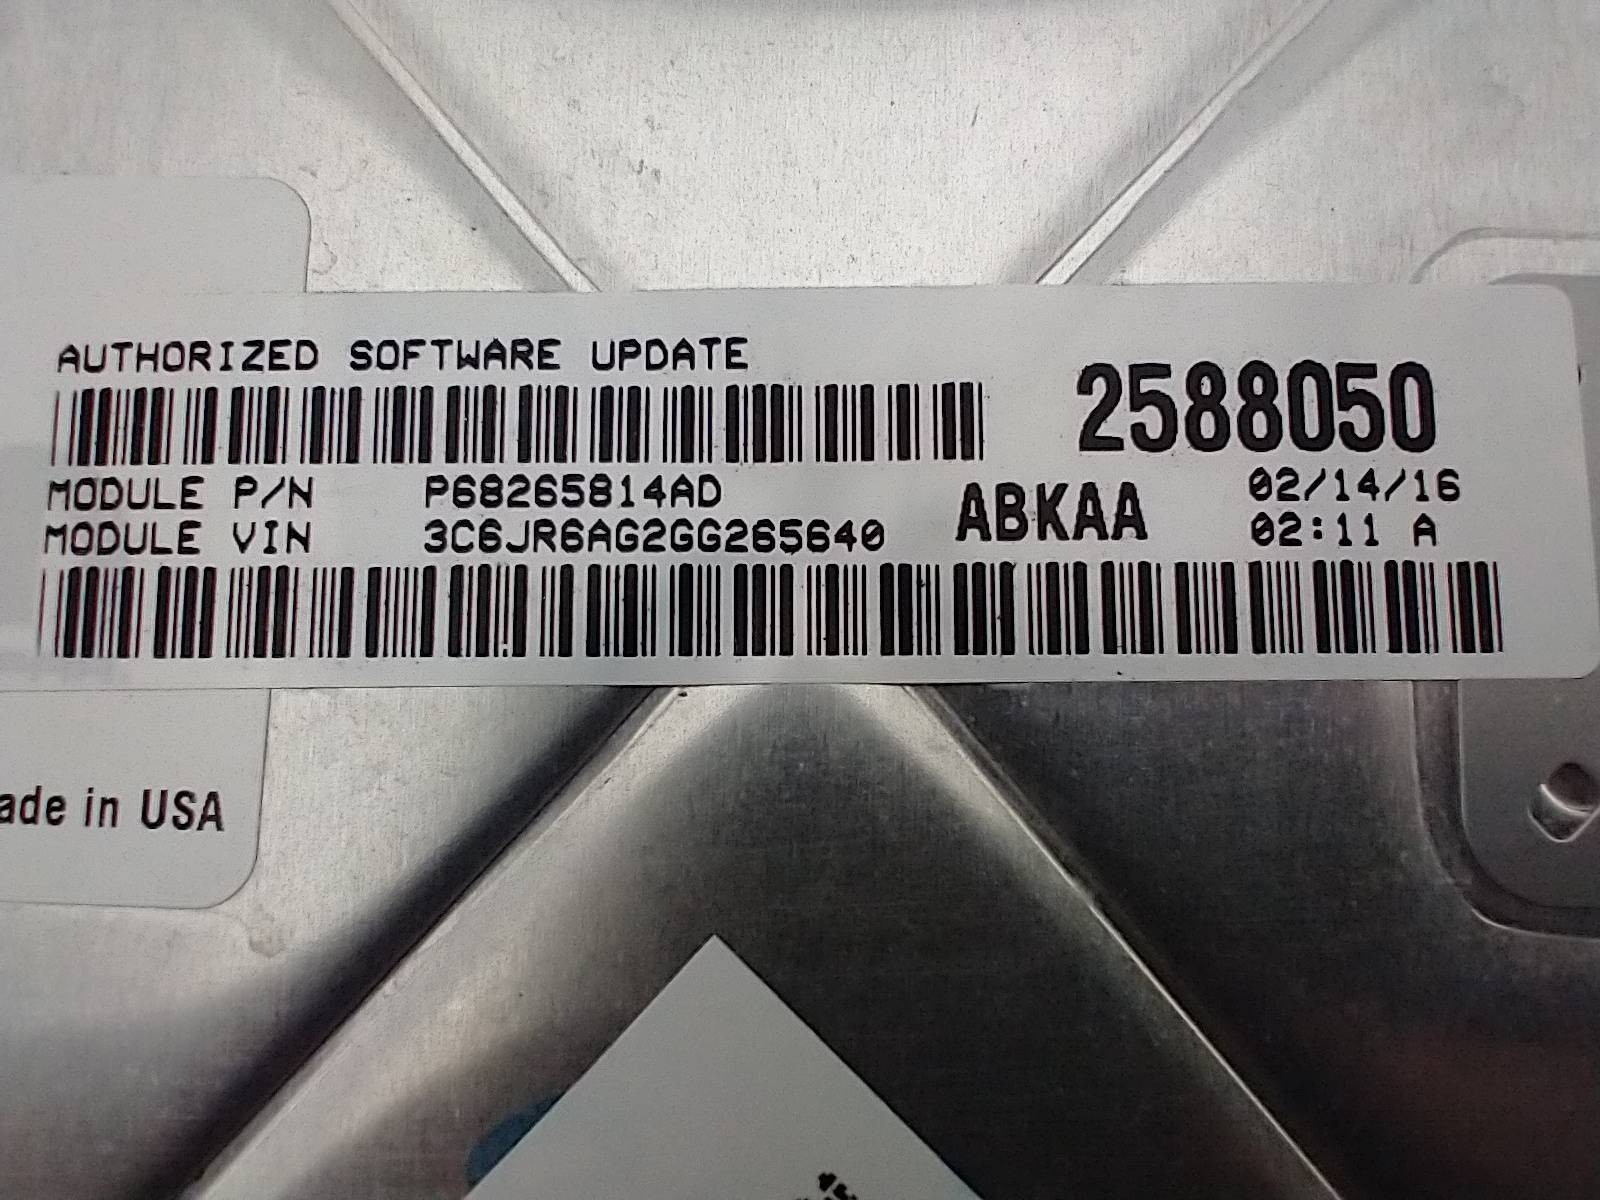 AUTHORIZED SOFTWARE UPDATE
2588050
MODULE P/N P68265814AD
ABKAA 02/14/16
MODULE VIN 3C6JR6AG2GG265640
02:11 A
ade in USA